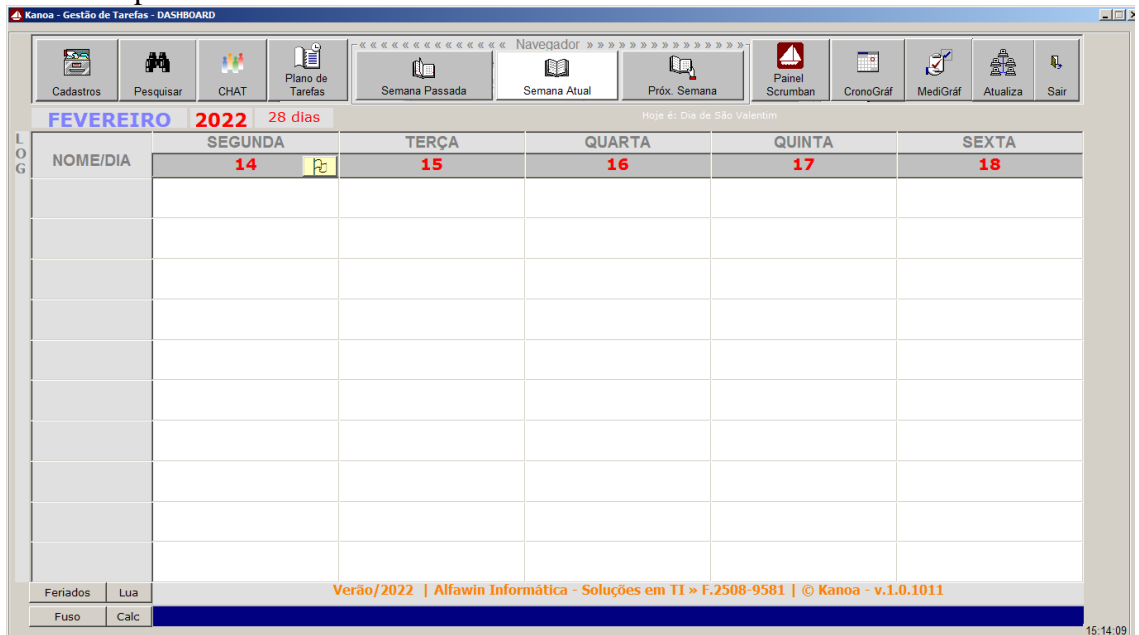 Kanoa - Gestão de Tarefas - DASHBOARD
« « « « « « « « « « « « « « Navegador » » » » » » » » » » » » » »
Cadastros Pesquisar CHAT Plano de Tarefas Semana Passada Semana Atual Próx. Semana Painel Scrumban CronoGráf MediGráf Atualiza Sair
FEVEREIRO 2022 28 dias Hoje é: Dia de São Valentim
LOG
NOME/DIA SEGUNDA TERÇA QUARTA QUINTA SEXTA
14 15 16 17 18
Feriados Lua Verão/2022 | Alfawin Informática - Soluções em TI » F.2508-9581 | © Kanoa - v.1.0.1011
Fuso Calc
15:14:09